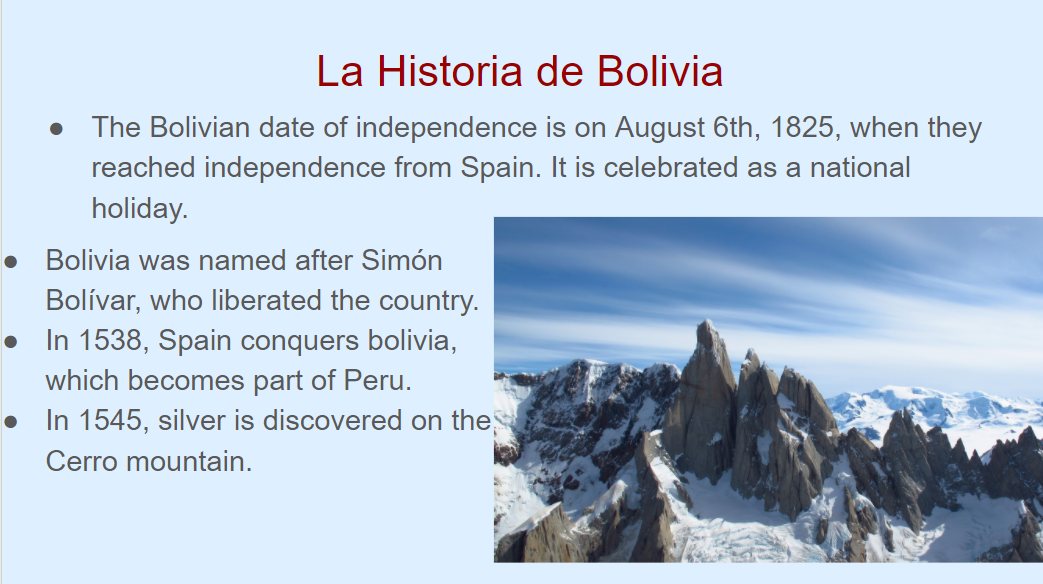 La Historia de Bolivia
● The Bolivian date of independence is on August 6th, 1825, when they
reached independence from Spain. It is celebrated as a national
holiday.
● Bolivia was named after Simón
Bolívar, who liberated the country.
● In 1538, Spain conquers bolivia,
which becomes part of Peru.
● In 1545, silver is discovered on the
Cerro mountain.